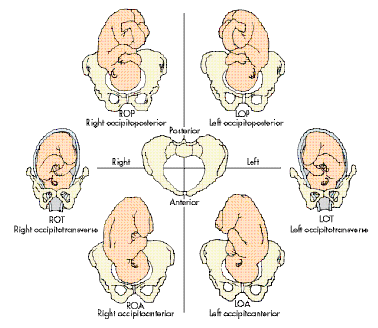 ROP
Right occipitoposterior
LOP
Left occipitoposterior
Posterior
Right
Left
Anterior
ROT
Right occipitotransverse
LOT
Left occipitotransverse
ROA
Right occipitoanterior
LOA
Left occipitoanterior